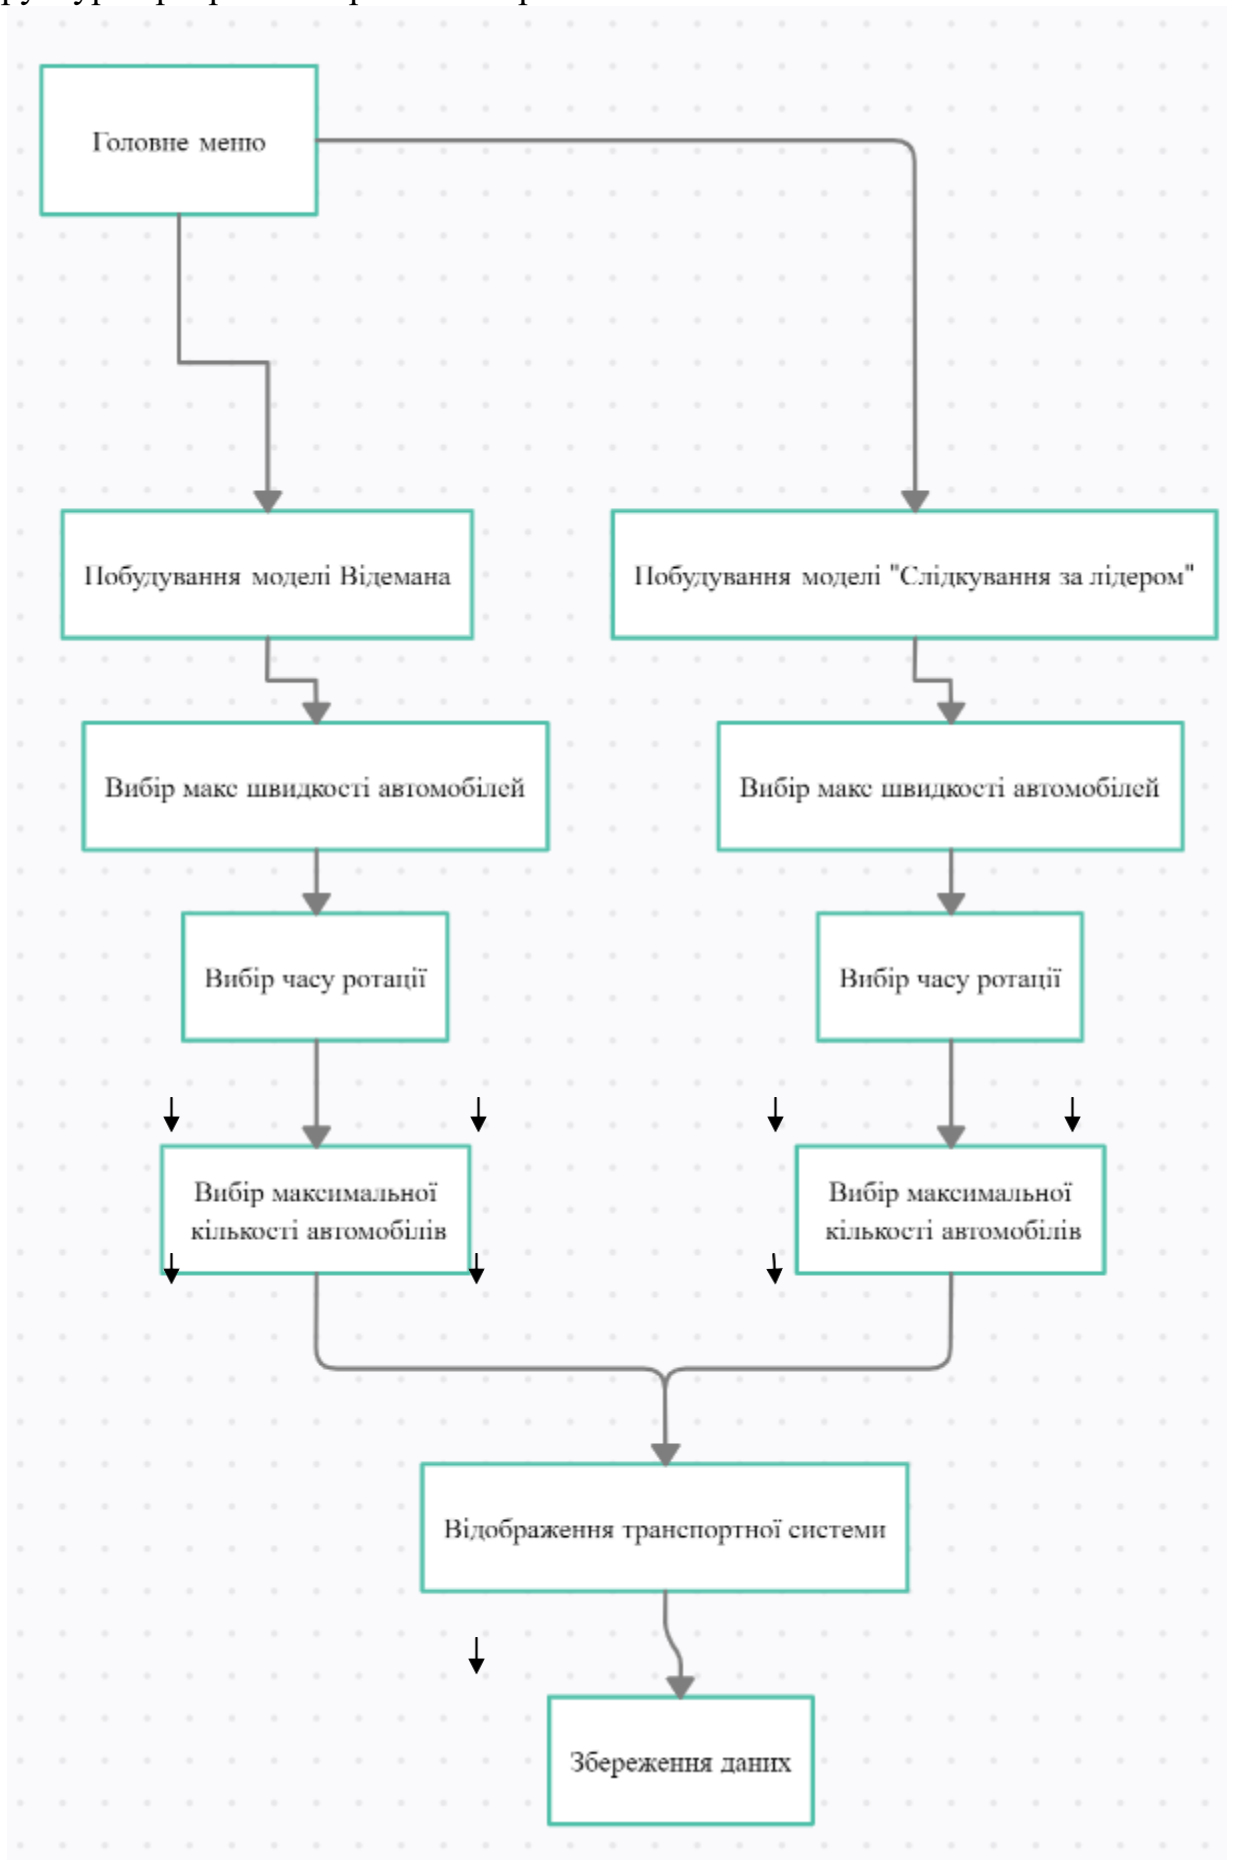 Головне меню
Побудування моделі Відемана
Побудування моделі "Слідкування за лідером"
Вибір макс швидкості автомобілей
Вибір макс швидкості автомобілей
Вибір часу ротації
Вибір часу ротації
Вибір максимальної
кількості автомобілів
Вибір максимальної
кількості автомобілів
Відображення транспортної системи
Збереження даних